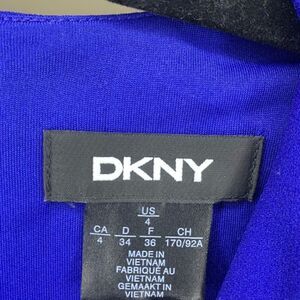 DKNY
US
4
CA D F CH
4 34 36 170/92A
MADE IN
VIETNAM
FABRIQUÉ AU
VIETNAM
GEMAAKT IN
VIETNAM